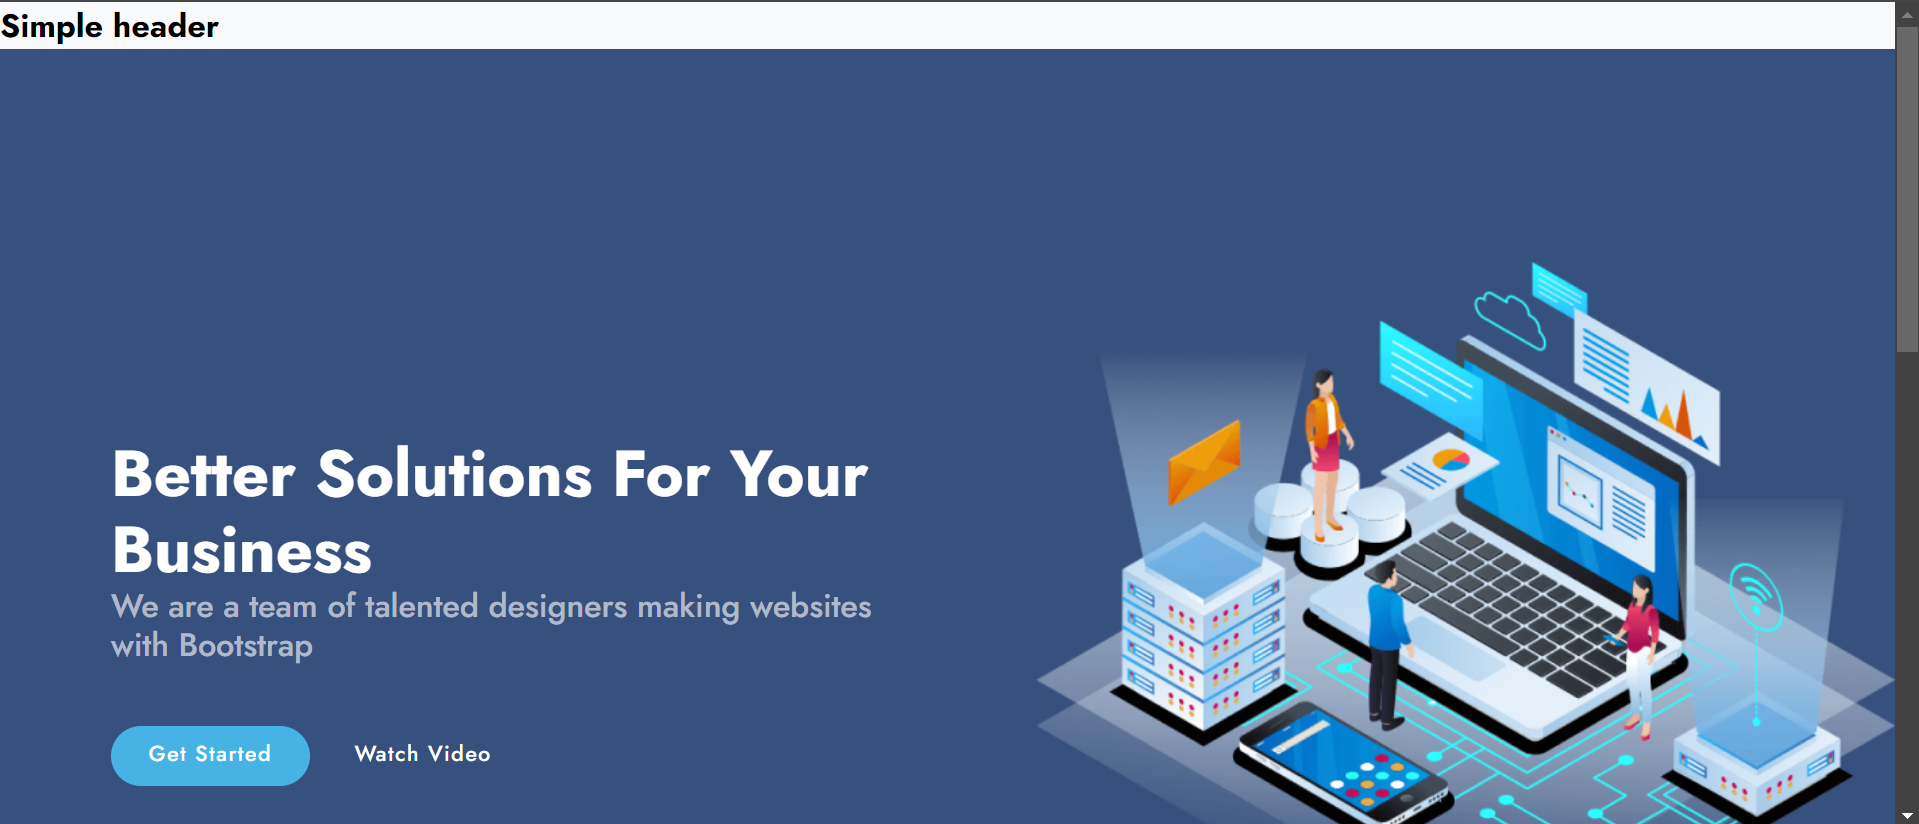 Simple header
Better Solutions For Your
Business
We are a team of talented designers making websites
with Bootstrap
Get Started
Watch Video